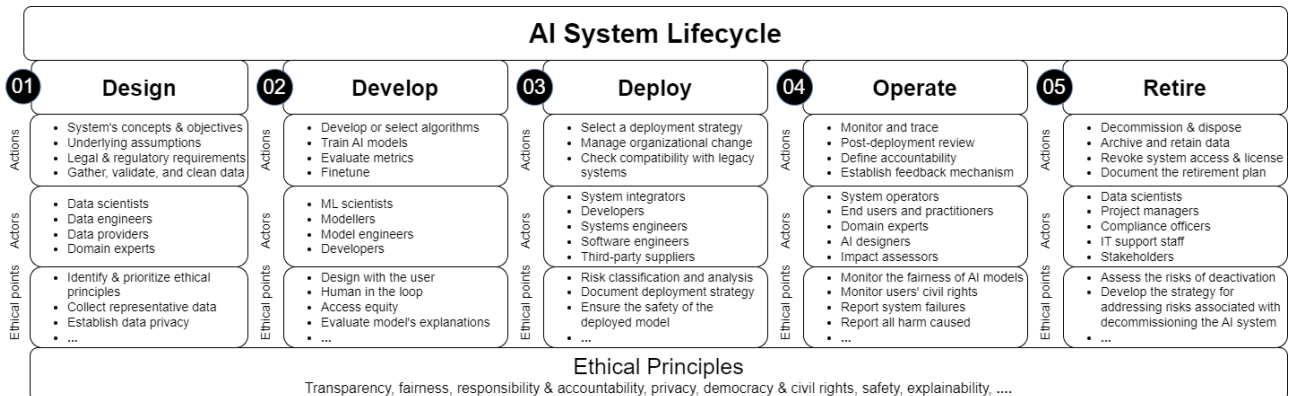 AI System Lifecycle
01
Design
02
Develop
03
Deploy
04
Operate
05
Retire
Actions
• System's concepts & objectives
• Underlying assumptions
• Legal & regulatory requirements
• Gather, validate, and clean data
Actions
• Develop or select algorithms
• Train AI models
• Evaluate metrics
• Finetune
Actions
• Select a deployment strategy
• Manage organizational change
• Check compatibility with legacy
systems
Actions
• Monitor and trace
• Post-deployment review
• Define accountability
• Establish feedback mechanism
Actions
• Decommission & dispose
• Archive and retain data
• Revoke system access & license
• Document the retirement plan
Actors
• Data scientists
• Data engineers
• Data providers
• Domain experts
Actors
• ML scientists
• Modellers
• Model engineers
• Developers
Actors
• System integrators
• Developers
• Systems engineers
• Software engineers
• Third-party suppliers
Actors
• System operators
• End users and practitioners
• Domain experts
• AI designers
• Impact assessors
Actors
• Data scientists
• Project managers
• Compliance officers
• IT support staff
• Stakeholders
Ethical points
• Identify & prioritize ethical
principles
• Collect representative data
• Establish data privacy
• ...
Ethical points
• Design with the user
• Human in the loop
• Access equity
• Evaluate model's explanations
• ...
Ethical points
• Risk classification and analysis
• Document deployment strategy
• Ensure the safety of the
deployed model
• ...
Ethical points
• Monitor the fairness of AI models
• Monitor users' civil rights
• Report system failures
• Report all harm caused
• ...
Ethical points
• Assess the risks of deactivation
• Develop the strategy for
addressing risks associated with
decommissioning the AI system
• ...
Ethical Principles
Transparency, fairness, responsibility & accountability, privacy, democracy & civil rights, safety, explainability, ....